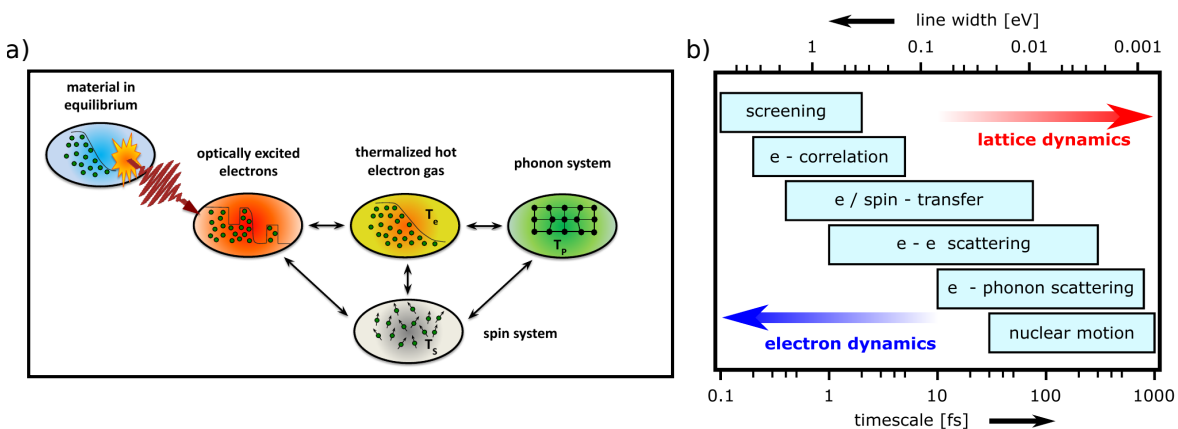 a)
material in
equilibrium
optically excited
electrons
thermalized hot
electron gas
phonon system
Te
TP
TS
spin system
b)
line width [eV]
1 0.1 0.01 0.001
screening
lattice dynamics
e - correlation
e / spin - transfer
e - e scattering
e - phonon scattering
electron dynamics
nuclear motion
0.1 1 10 100 1000
timescale [fs]